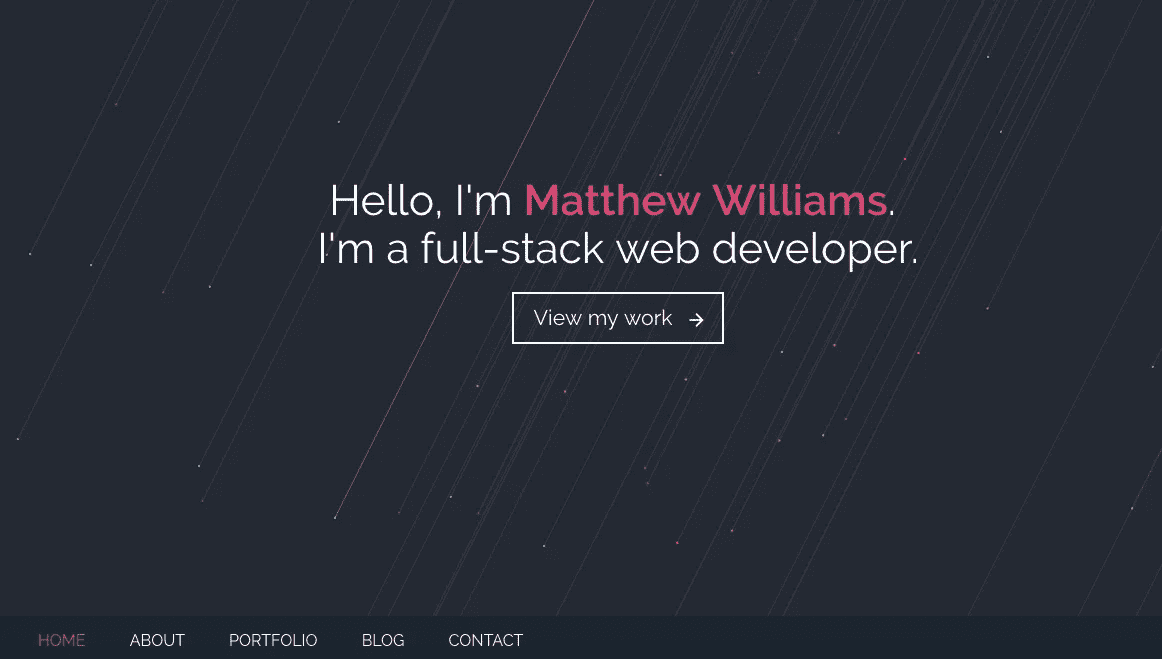 Hello, I'm Matthew Williams.
I'm a full-stack web developer.
View my work →
HOME ABOUT PORTFOLIO BLOG CONTACT